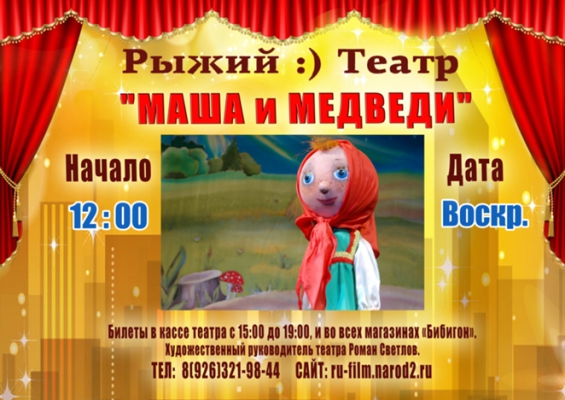 Рыжий :) Театр
"МАША и МЕДВЕДИ"
Начало
12:00
Дата
Воскр.
Билеты в кассе театра с 15:00 до 19:00, и во всех магазинах «Бибигон».
Художественный руководитель театра Роман Светлов.
ТЕЛ: 8(926)321-98-44 САЙТ: ru-film.narod2.ru